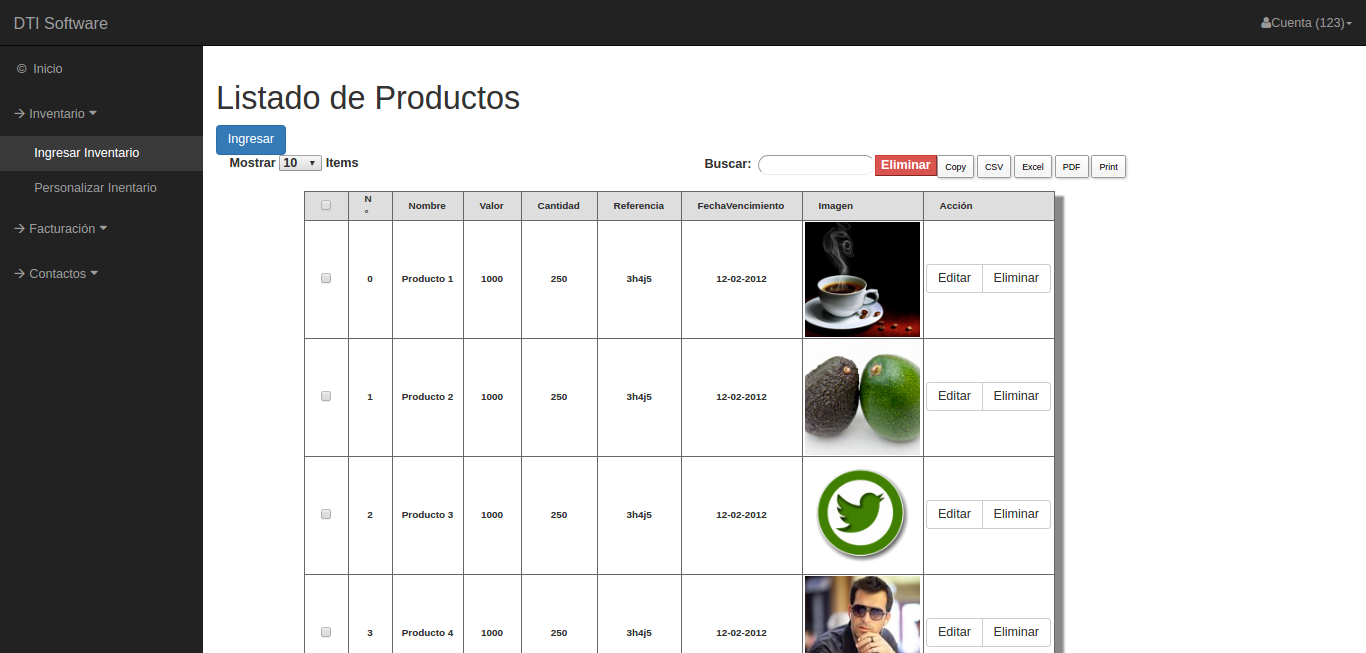 DTI Software
Cuenta (123)
© Inicio
Inventario
Ingresar Inventario
Personalizar Inentario
Facturación
Contactos
Listado de Productos
Ingresar
Mostrar 10 Items
Buscar: Eliminar Copy CSV Excel PDF Print
N° Nombre Valor Cantidad Referencia FechaVencimiento Imagen Acción
0 Producto 1 1000 250 3h4j5 12-02-2012 Editar Eliminar
1 Producto 2 1000 250 3h4j5 12-02-2012 Editar Eliminar
2 Producto 3 1000 250 3h4j5 12-02-2012 Editar Eliminar
3 Producto 4 1000 250 3h4j5 12-02-2012 Editar Eliminar